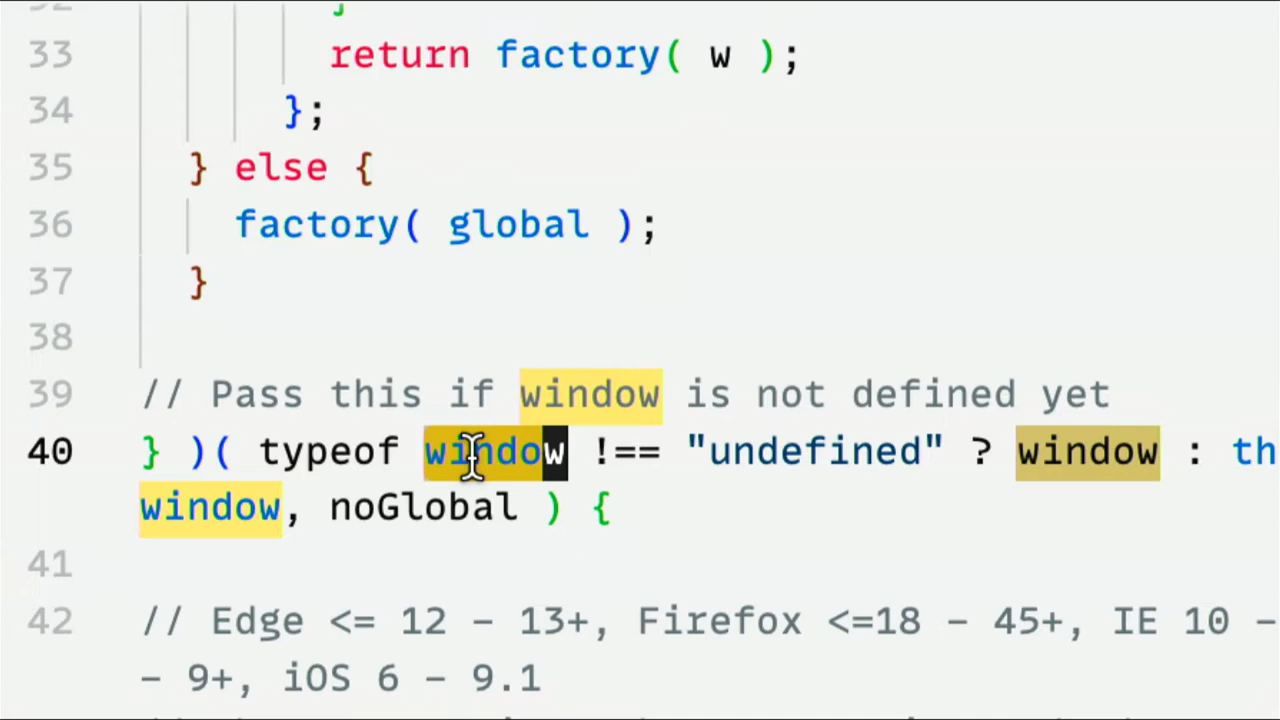 33 return factory( w );
34 };
35 } else {
36 factory( global );
37 }
38
39 // Pass this if window is not defined yet
40 } )( typeof window !== "undefined" ? window : th
window, noGlobal ) {
41
42 // Edge <= 12 - 13+, Firefox <=18 - 45+, IE 10 -
- 9+, iOS 6 - 9.1